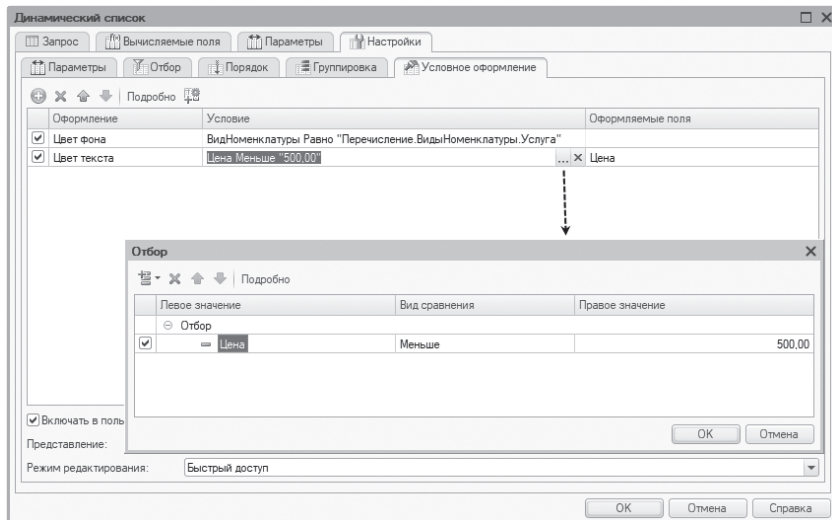 Динамический список
Запрос Вычисляемые поля Параметры Настройки
Параметры Отбор Порядок Группировка Условное оформление
Подробно
Оформление Условие Оформляемые поля
Цвет фона ВидНоменклатуры Равно "Перечисление.ВидыНоменклатуры.Услуга"
Цвет текста Цена Меньше "500,00" ... Цена
Отбор
Подробно
Левое значение Вид сравнения Правое значение
Отбор
Цена Меньше 500,00
OK Отмена
Включать в поль
Представление:
Режим редактирования: Быстрый доступ
OK Отмена Справка